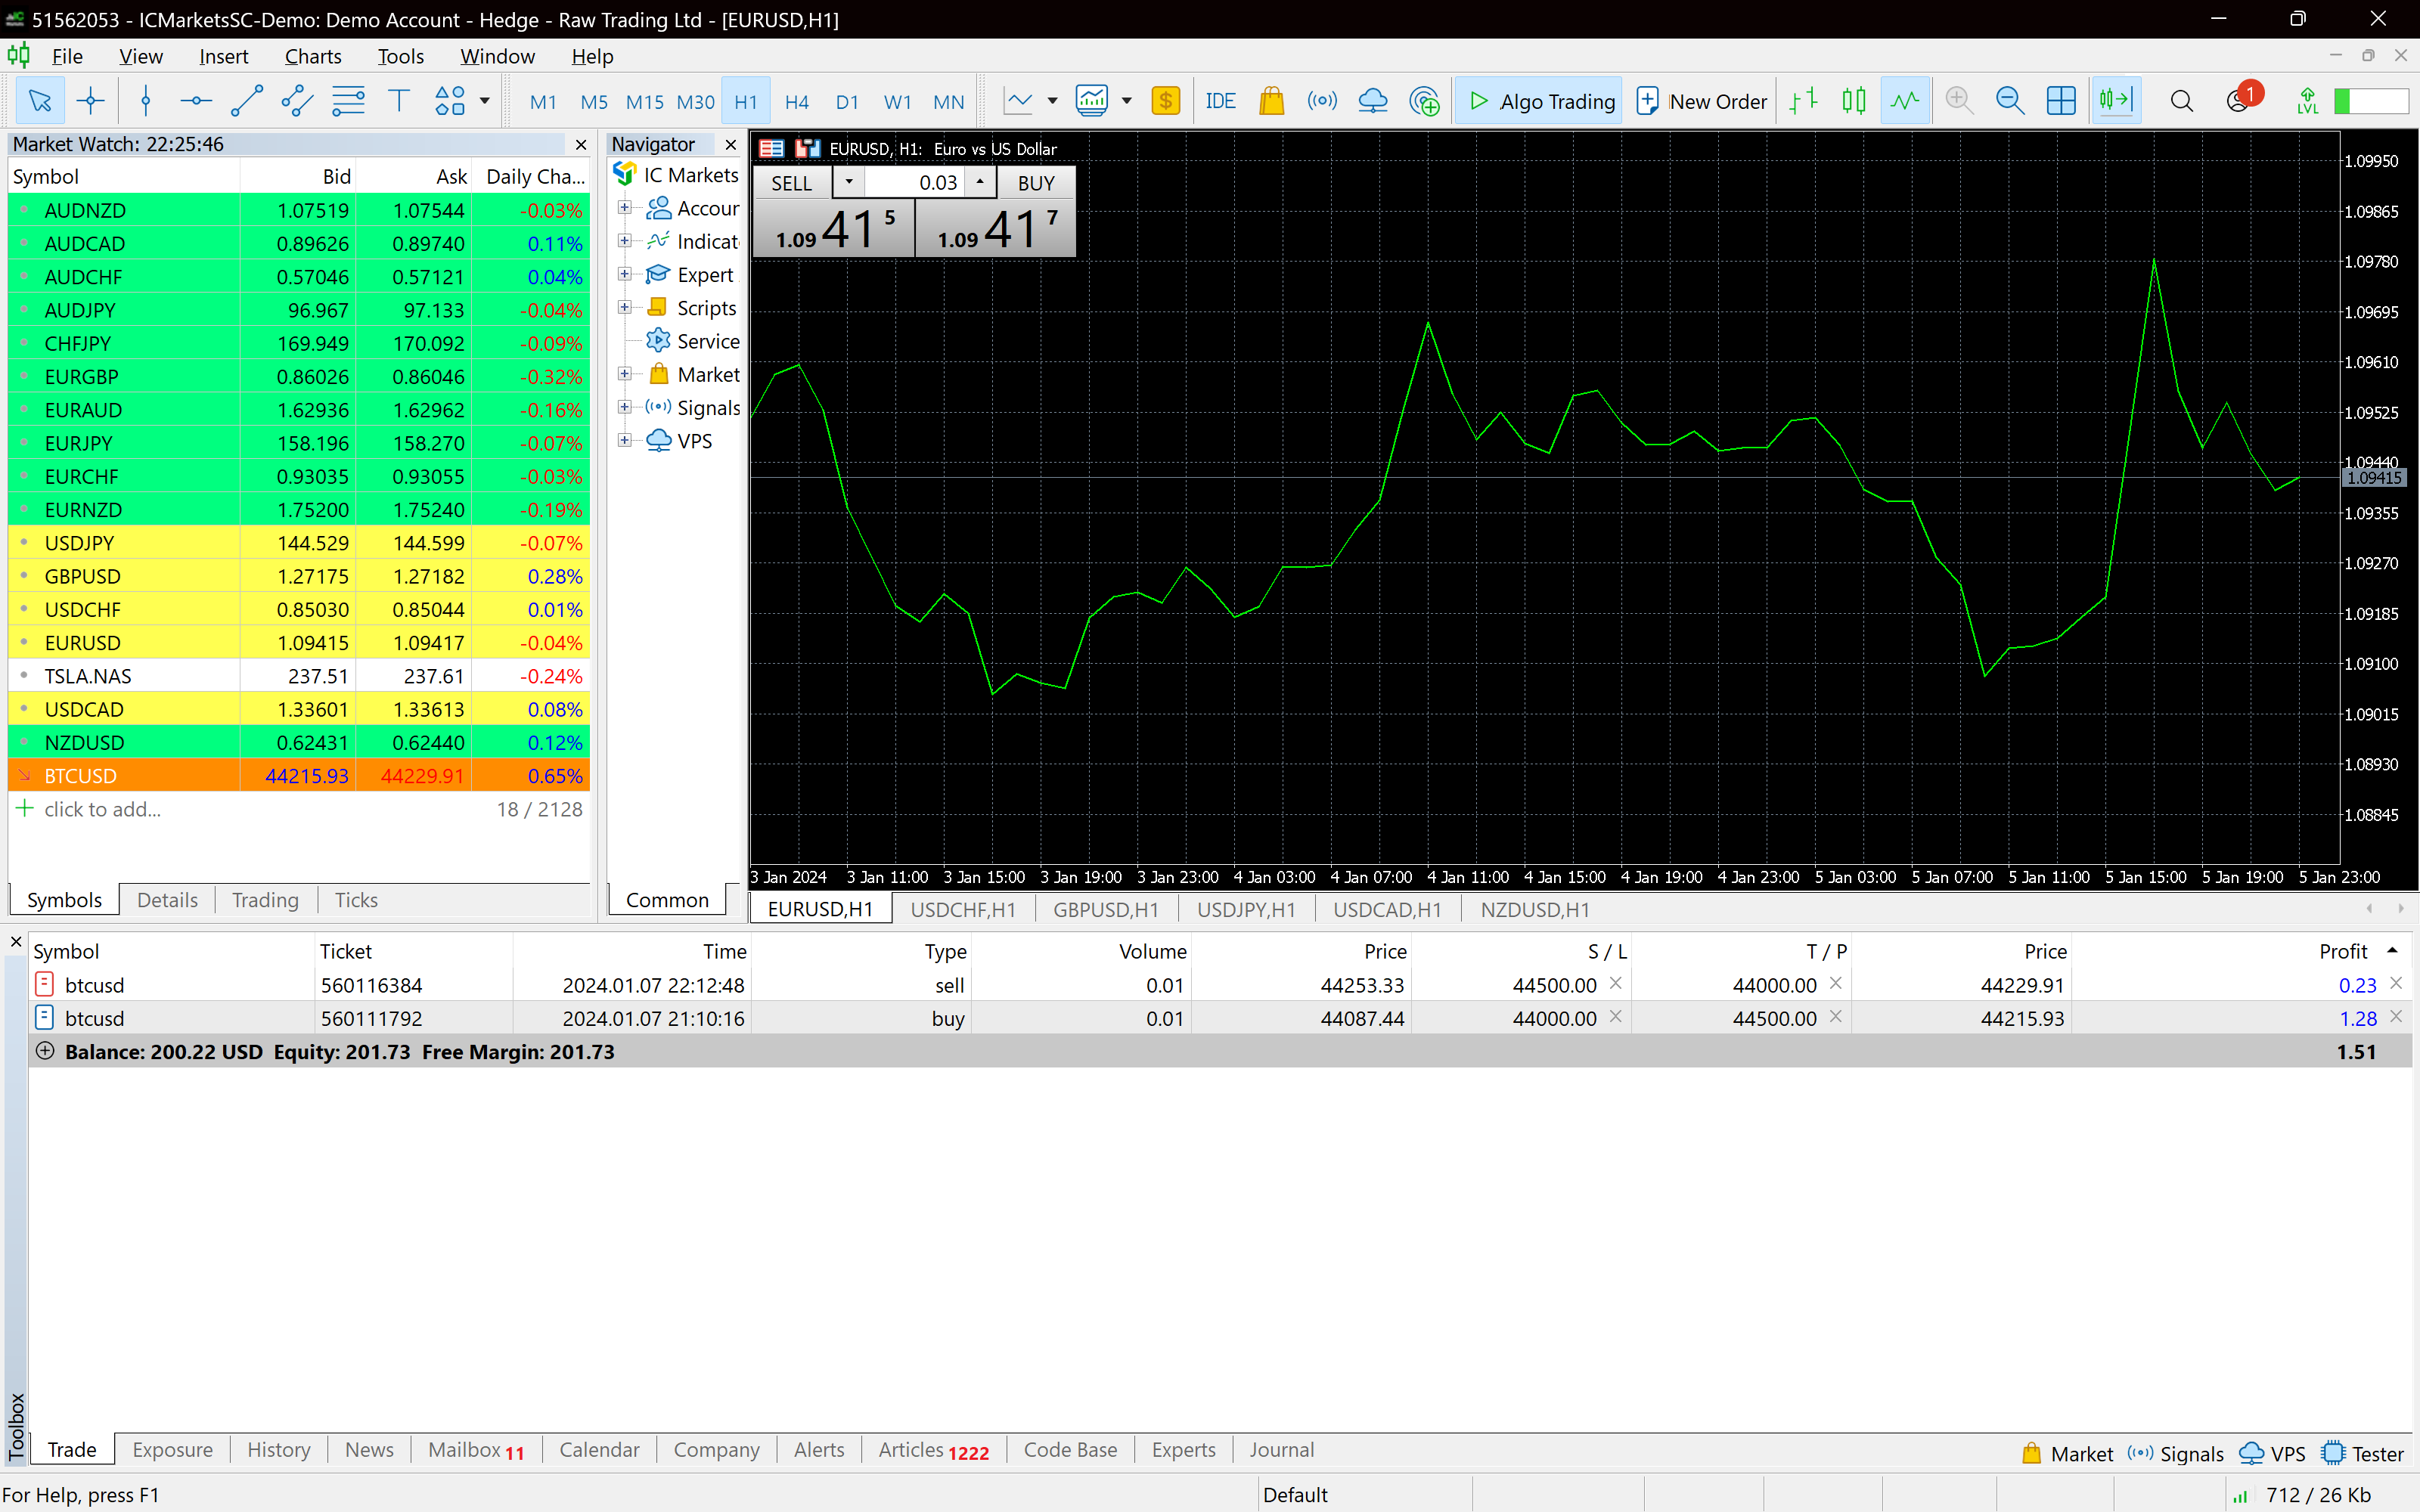 51562053 - ICMarketsSC-Demo: Demo Account - Hedge - Raw Trading Ltd - [EURUSD,H1]
File View Insert Charts Tools Window Help
M1 M5 M15 M30 H1 H4 D1 W1 MN $ IDE Algo Trading New Order 1 LVL
Market Watch: 22:25:46
Symbol Bid Ask Daily Cha...
AUDNZD 1.07519 1.07544 -0.03%
AUDCAD 0.89626 0.89740 0.11%
AUDCHF 0.57046 0.57121 0.04%
AUDJPY 96.967 97.133 -0.04%
CHFJPY 169.949 170.092 -0.09%
EURGBP 0.86026 0.86046 -0.32%
EURAUD 1.62936 1.62962 -0.16%
EURJPY 158.196 158.270 -0.07%
EURCHF 0.93035 0.93055 -0.03%
EURNZD 1.75200 1.75240 -0.19%
USDJPY 144.529 144.599 -0.07%
GBPUSD 1.27175 1.27182 0.28%
USDCHF 0.85030 0.85044 0.01%
EURUSD 1.09415 1.09417 -0.04%
TSLA.NAS 237.51 237.61 -0.24%
USDCAD 1.33601 1.33613 0.08%
NZDUSD 0.62431 0.62440 0.12%
BTCUSD 44215.93 44229.91 0.65%
click to add... 18 / 2128
Symbols Details Trading Ticks
Navigator
IC Markets
Accour
Indicat
Expert
Scripts
Service
Market
Signals
VPS
Common
EURUSD, H1: Euro vs US Dollar
SELL 0.03 BUY
1.09 41 5 1.09 41 7
1.09950
1.09865
1.09780
1.09695
1.09610
1.09525
1.09440
1.09415
1.09355
1.09270
1.09185
1.09100
1.09015
1.08930
1.08845
3 Jan 2024 3 Jan 11:00 3 Jan 15:00 3 Jan 19:00 3 Jan 23:00 4 Jan 03:00 4 Jan 07:00 4 Jan 11:00 4 Jan 15:00 4 Jan 19:00 4 Jan 23:00 5 Jan 03:00 5 Jan 07:00 5 Jan 11:00 5 Jan 15:00 5 Jan 19:00 5 Jan 23:00
EURUSD,H1 USDCHF,H1 GBPUSD,H1 USDJPY,H1 USDCAD,H1 NZDUSD,H1
Symbol Ticket Time Type Volume Price S / L T / P Price Profit
btcusd 560116384 2024.01.07 22:12:48 sell 0.01 44253.33 44500.00 44000.00 44229.91 0.23
btcusd 560111792 2024.01.07 21:10:16 buy 0.01 44087.44 44000.00 44500.00 44215.93 1.28
Balance: 200.22 USD Equity: 201.73 Free Margin: 201.73 1.51
Toolbox
Trade Exposure History News Mailbox 11 Calendar Company Alerts Articles 1222 Code Base Experts Journal
Market Signals VPS Tester
For Help, press F1 Default 712 / 26 Kb